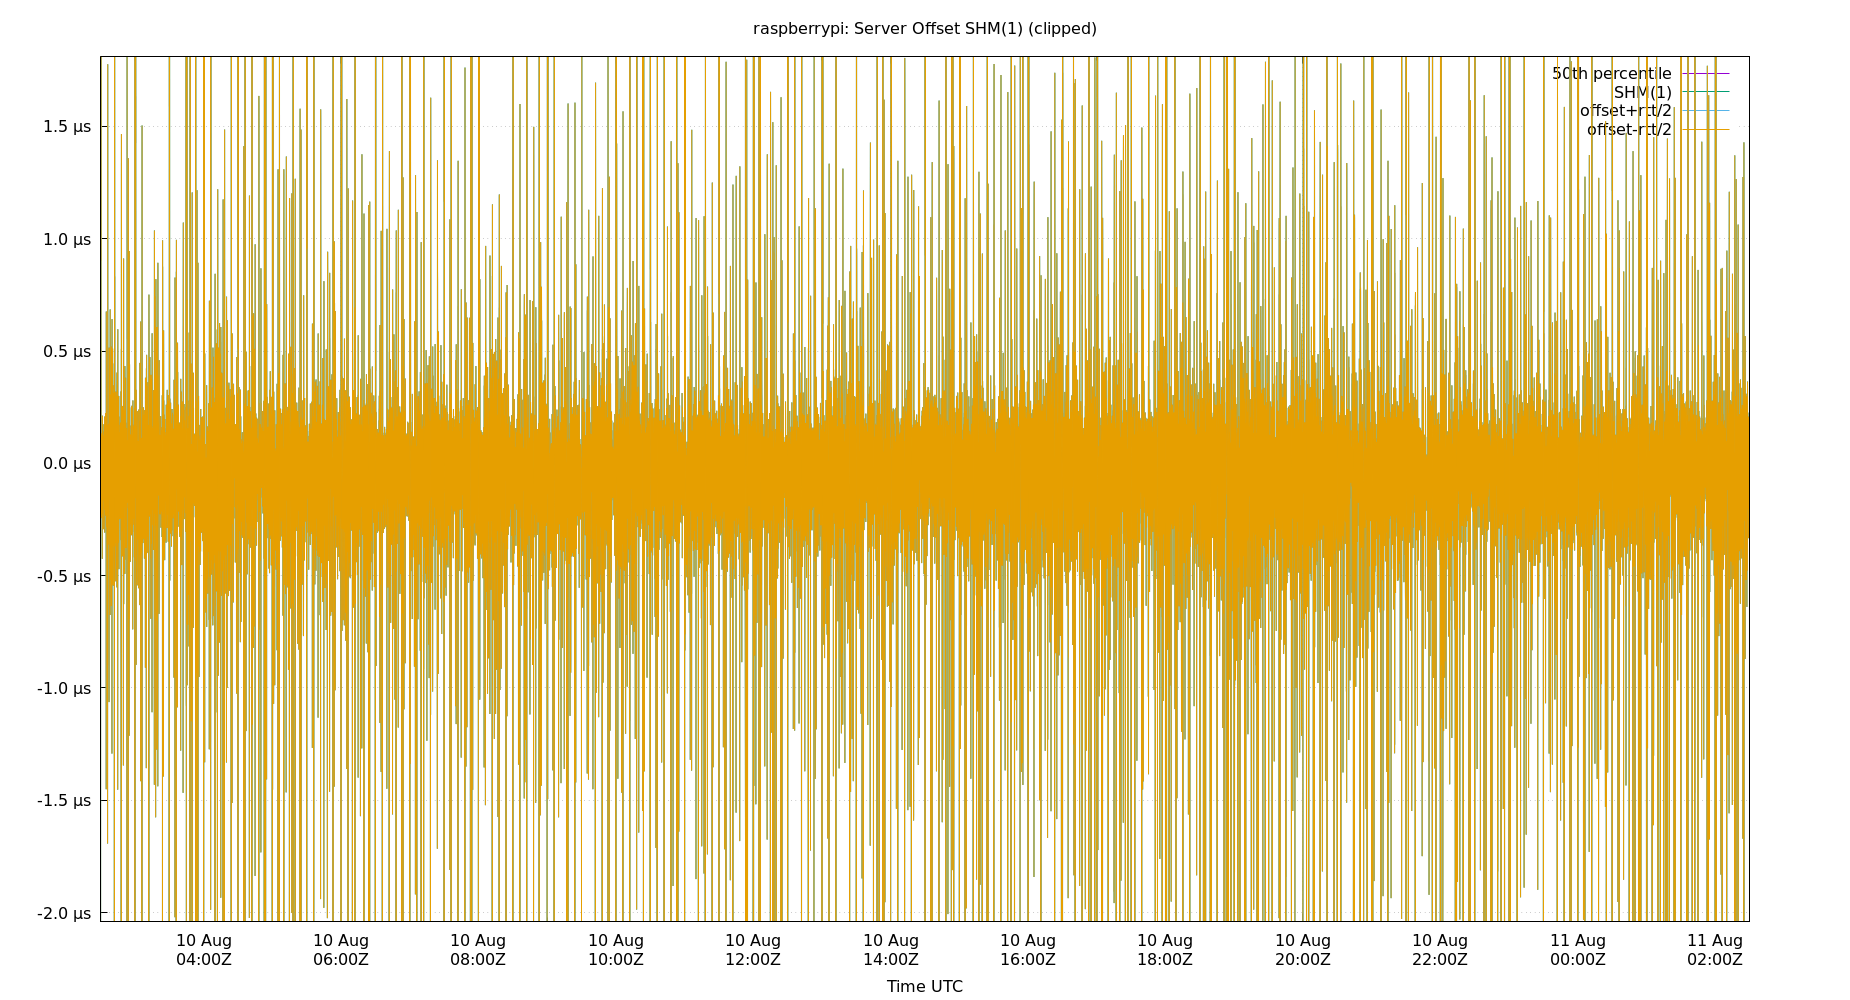 raspberrypi: Server Offset SHM(1) (clipped)
50th percentile
SHM(1)
offset+rtt/2
offset-rtt/2
1.5 µs
1.0 µs
0.5 µs
0.0 µs
-0.5 µs
-1.0 µs
-1.5 µs
-2.0 µs
10 Aug 10 Aug 10 Aug 10 Aug 10 Aug 10 Aug 10 Aug 10 Aug 10 Aug 10 Aug 11 Aug 11 Aug
04:00Z 06:00Z 08:00Z 10:00Z 12:00Z 14:00Z 16:00Z 18:00Z 20:00Z 22:00Z 00:00Z 02:00Z
Time UTC